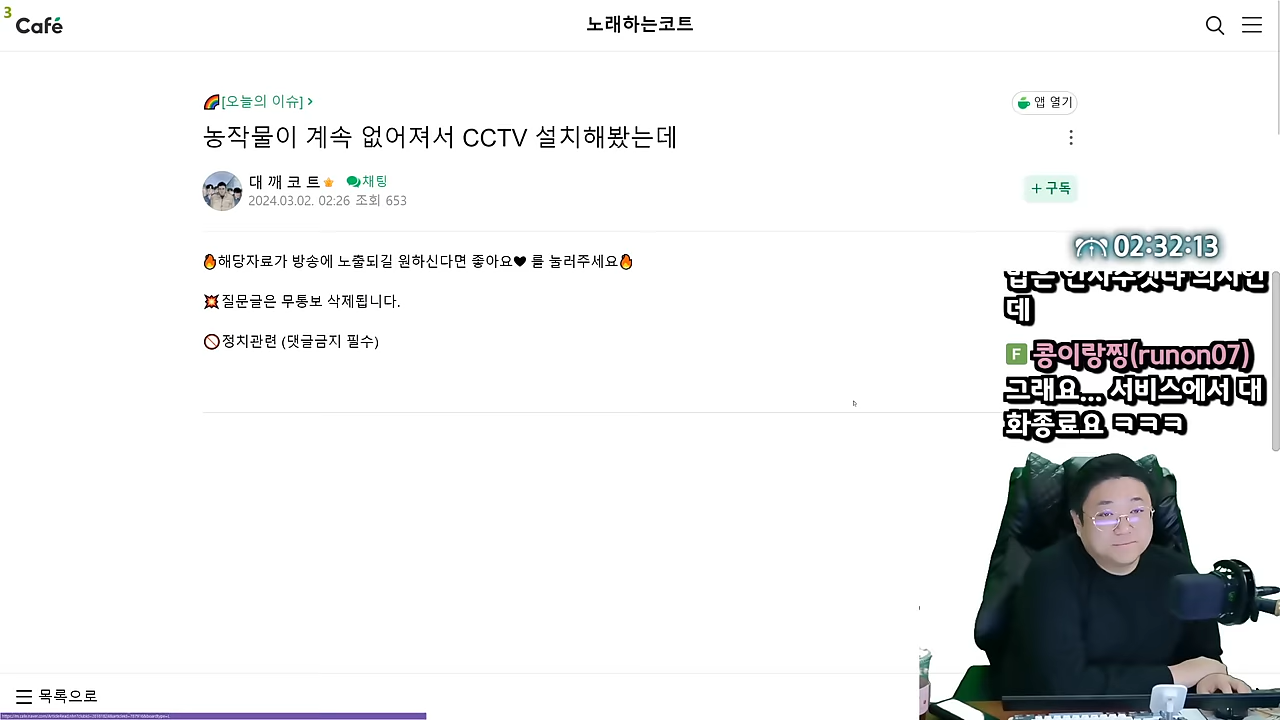 3
Café
노래하는코트
🌈[오늘의 이슈] >
앱 열기
농작물이 계속 없어져서 CCTV 설치해봤는데
대 깨 코 트 채팅
2024.03.02. 02:26 조회 653
+ 구독
🔥해당자료가 방송에 노출되길 원하신다면 좋아요♥ 를 눌러주세요🔥
💥질문글은 무통보 삭제됩니다.
🚫정치관련 (댓글금지 필수)
02:32:13
데
F 콩이랑찡(runon07)
그래요... 서비스에서 대
화종료요 ㅋㅋㅋ
목록으로